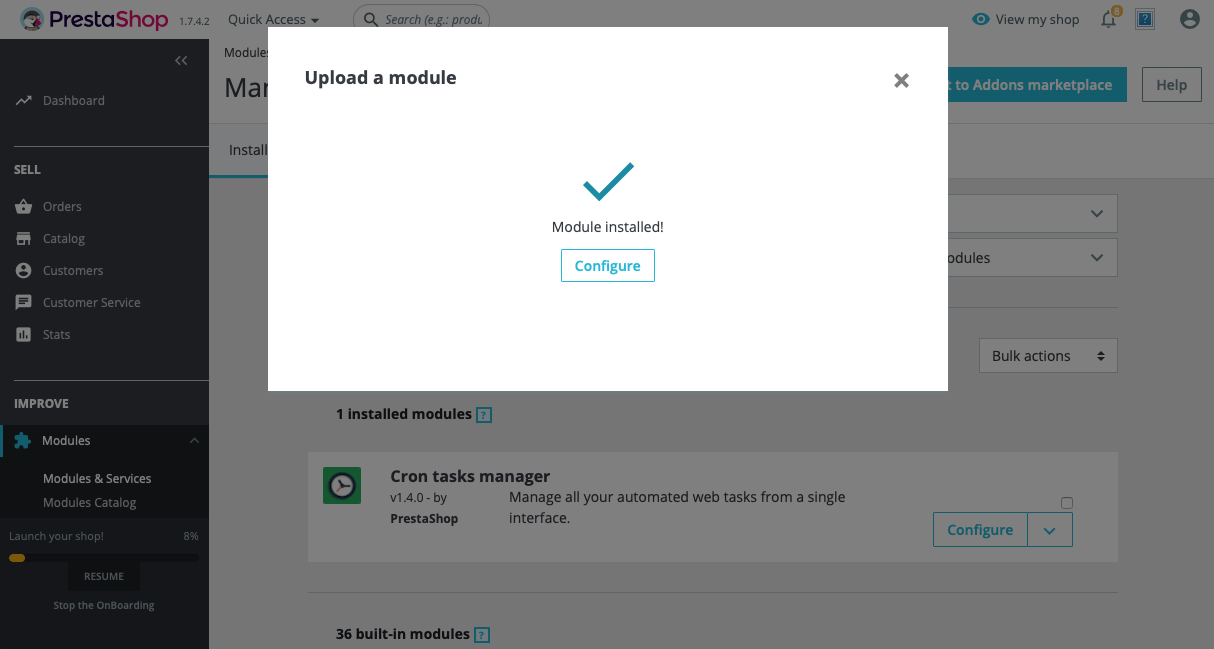 PrestaShop 1.7.4.2 Quick Access Search (e.g.: produ View my shop 8
Modules
Upload a module
Man
t to Addons marketplace Help
Dashboard
Install
SELL
Orders
Catalog
Customers
Customer Service
Stats
Module installed!
Configure
odules
Bulk actions
IMPROVE
1 installed modules ?
Modules
Modules & Services
Modules Catalog
Cron tasks manager
v1.4.0 - by
PrestaShop
Manage all your automated web tasks from a single
interface.
Configure
Launch your shop! 8%
RESUME
Stop the OnBoarding
36 built-in modules ?